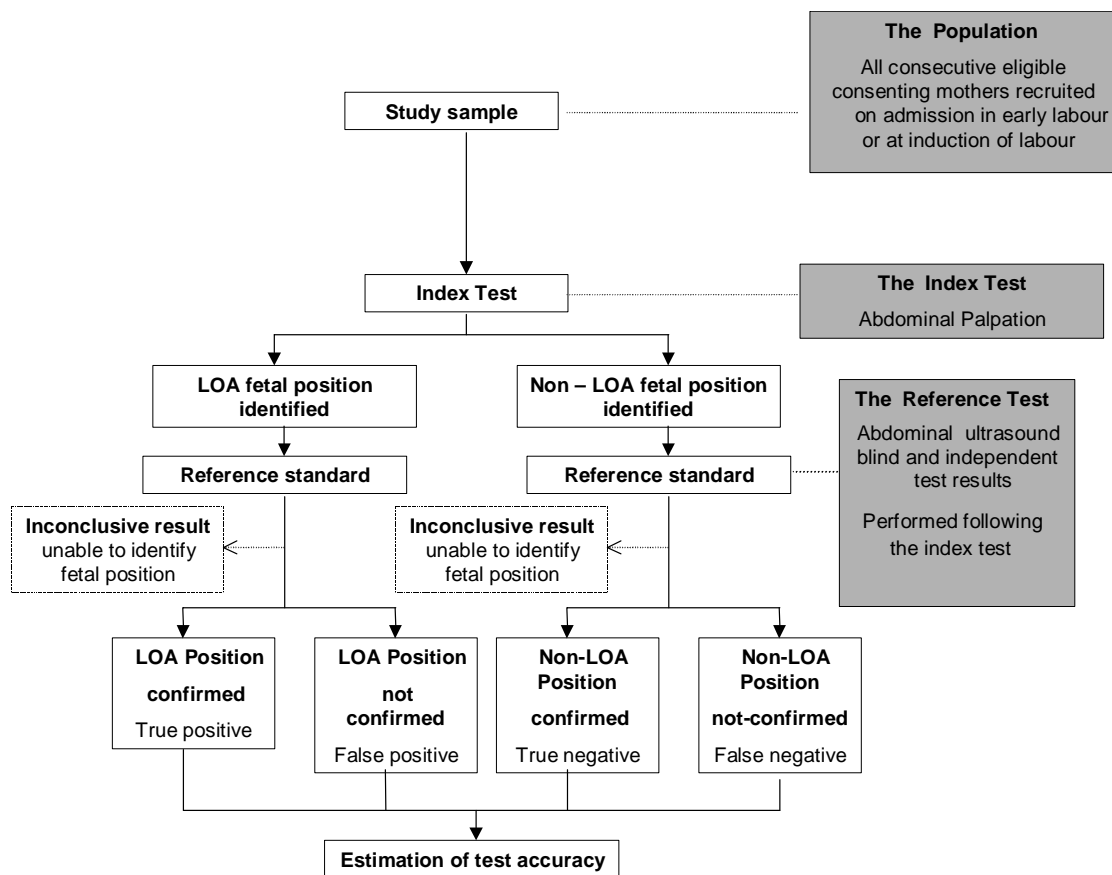 The Population
All consecutive eligible
consenting mothers recruited
on admission in early labour
or at induction of labour
Study sample
The Index Test
Abdominal Palpation
Index Test
LOA fetal position
identified
Non – LOA fetal position
identified
The Reference Test
Abdominal ultrasound
blind and independent
test results
Performed following
the index test
Reference standard
Reference standard
Inconclusive result
unable to identify
fetal position
Inconclusive result
unable to identify
fetal position
LOA Position
confirmed
True positive
LOA Position
not
confirmed
False positive
Non-LOA
Position
confirmed
True negative
Non-LOA
Position
not-confirmed
False negative
Estimation of test accuracy